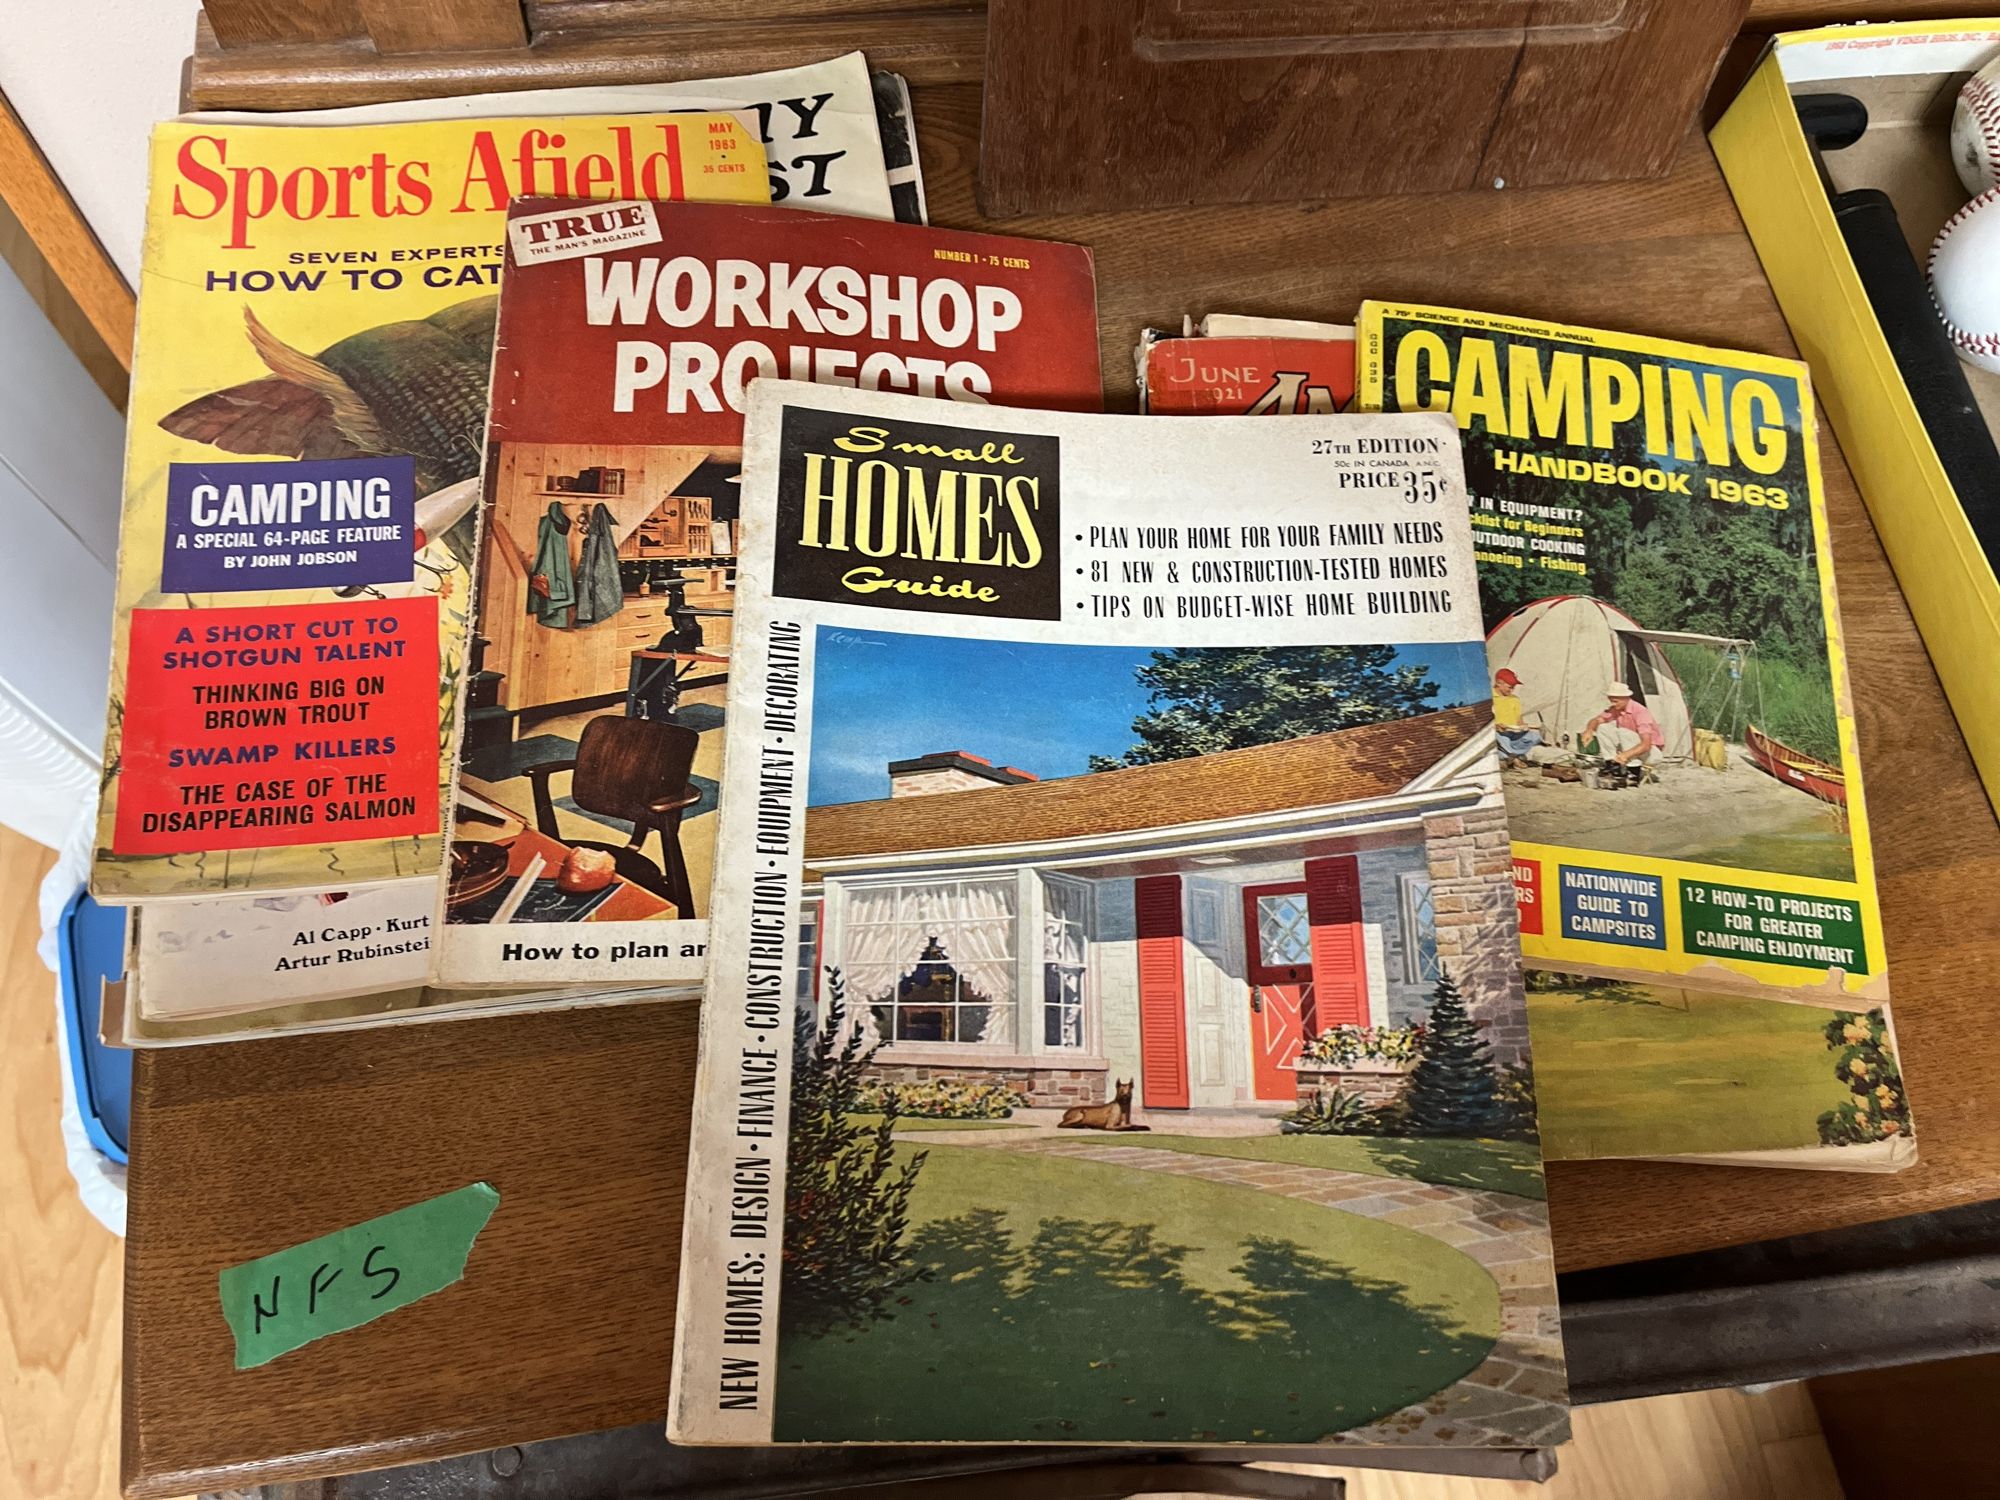 Sports Afield
MAY
1963
35 CENTS
SEVEN EXPERTS
HOW TO
CAMPING
A SPECIAL 64-PAGE FEATURE
BY JOHN JOBSON
A SHORT CUT TO
SHOTGUN TALENT
THINKING BIG ON
BROWN TROUT
SWAMP KILLERS
THE CASE OF THE
DISAPPEARING SALMON
Al Capp · Kurt
Artur
TRUE
THE MAN'S MAGAZINE
NUMBER 1 · 75 CENTS
WORKSHOP
PROJECTS
How to plan
Small
HOMES
Guide
27TH EDITION
50c IN CANADA
PRICE 35¢
• PLAN YOUR HOME FOR YOUR FAMILY NEEDS
• 81 NEW & CONSTRUCTION-TESTED HOMES
• TIPS ON BUDGET-WISE HOME BUILDING
NEW HOMES: DESIGN · FINANCE · CONSTRUCTION · EQUIPMENT · DECORATING
JUNE
1921
A 75¢ SCIENCE AND MECHANICS ANNUAL
CAMPING
HANDBOOK 1963
IN EQUIPMENT?
for Beginners
COOKING
Fishing
NATIONWIDE
GUIDE TO
CAMPSITES
12 HOW-TO PROJECTS
FOR GREATER
CAMPING ENJOYMENT
NFS